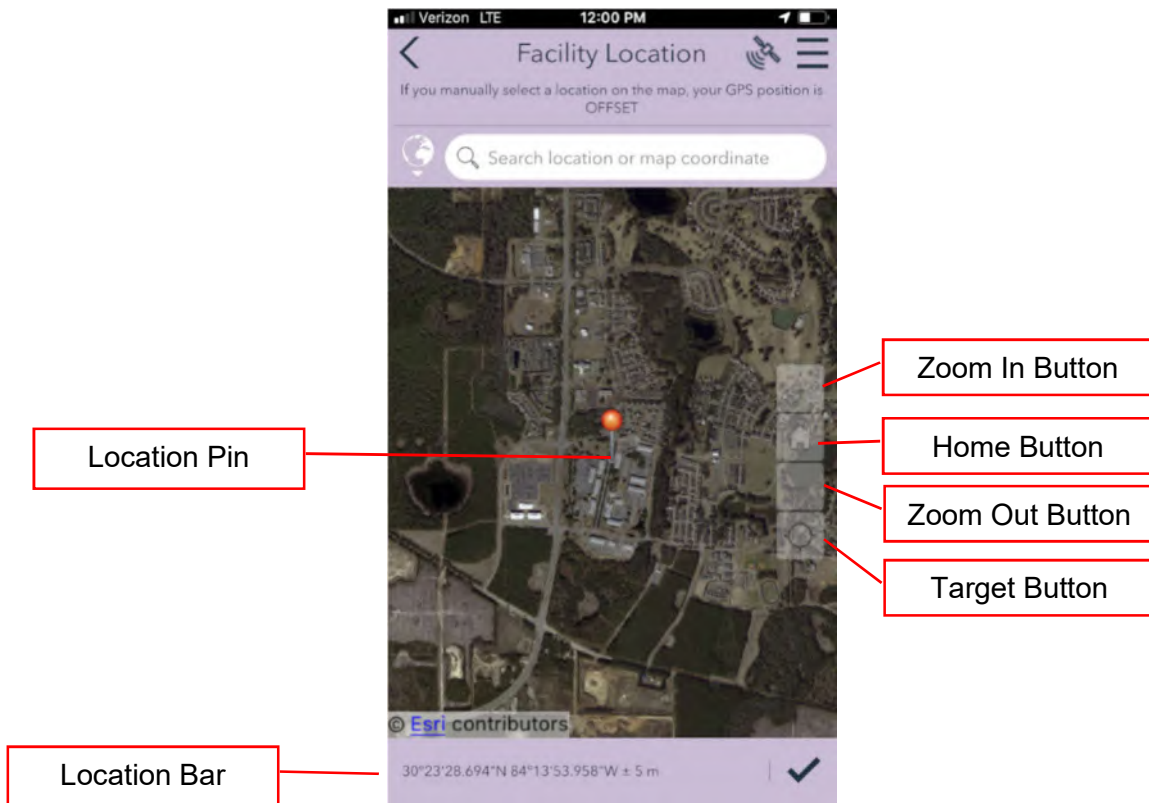 Verizon LTE 12:00 PM
Facility Location
If you manually select a location on the map, your GPS position is
OFFSET
Search location or map coordinate
Zoom In Button
Home Button
Location Pin
Zoom Out Button
Target Button
© Esri contributors
Location Bar
30°23'28.694"N 84°13'53.958"W ± 5 m